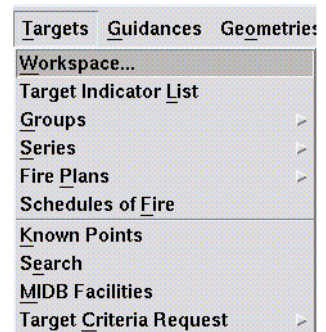 Targets Guidances Geometries
Workspace...
Target Indicator List
Groups
Series
Fire Plans
Schedules of Fire
Known Points
Search
MIDB Facilities
Target Criteria Request